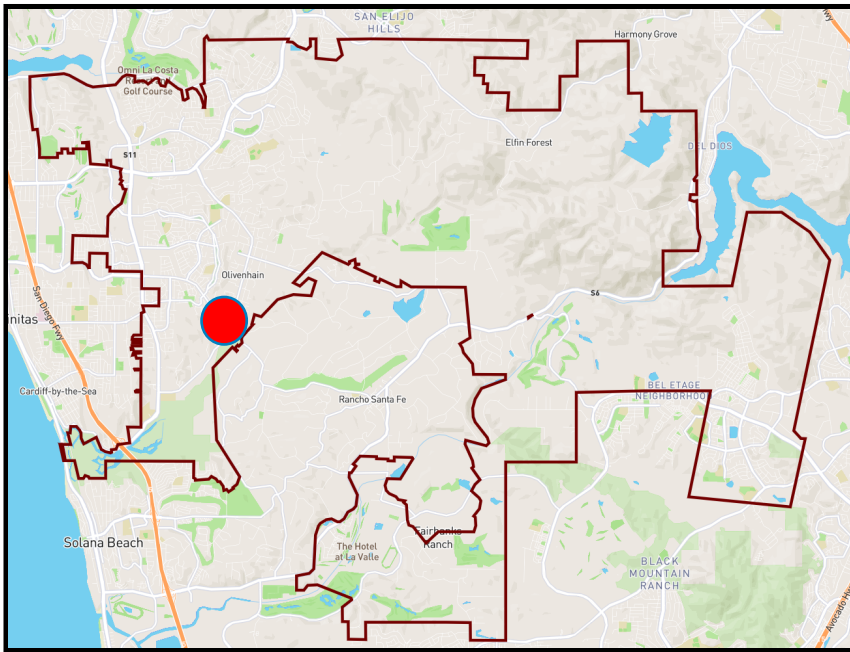 SAN ELIJO
HILLS
Harmony Grove
Omni La Costa
Golf Course
S11
Elfin Forest
DEL DIOS
Olivenhain
S6
San Diego Fwy
initas
Cardiff-by-the-Sea
Rancho Santa Fe
BEL ETAGE
NEIGHBORHOOD
Solana Beach
Fairbanks
Ranch
The Hotel
at La Valle
BLACK
MOUNTAIN
RANCH
Avocado Hwy